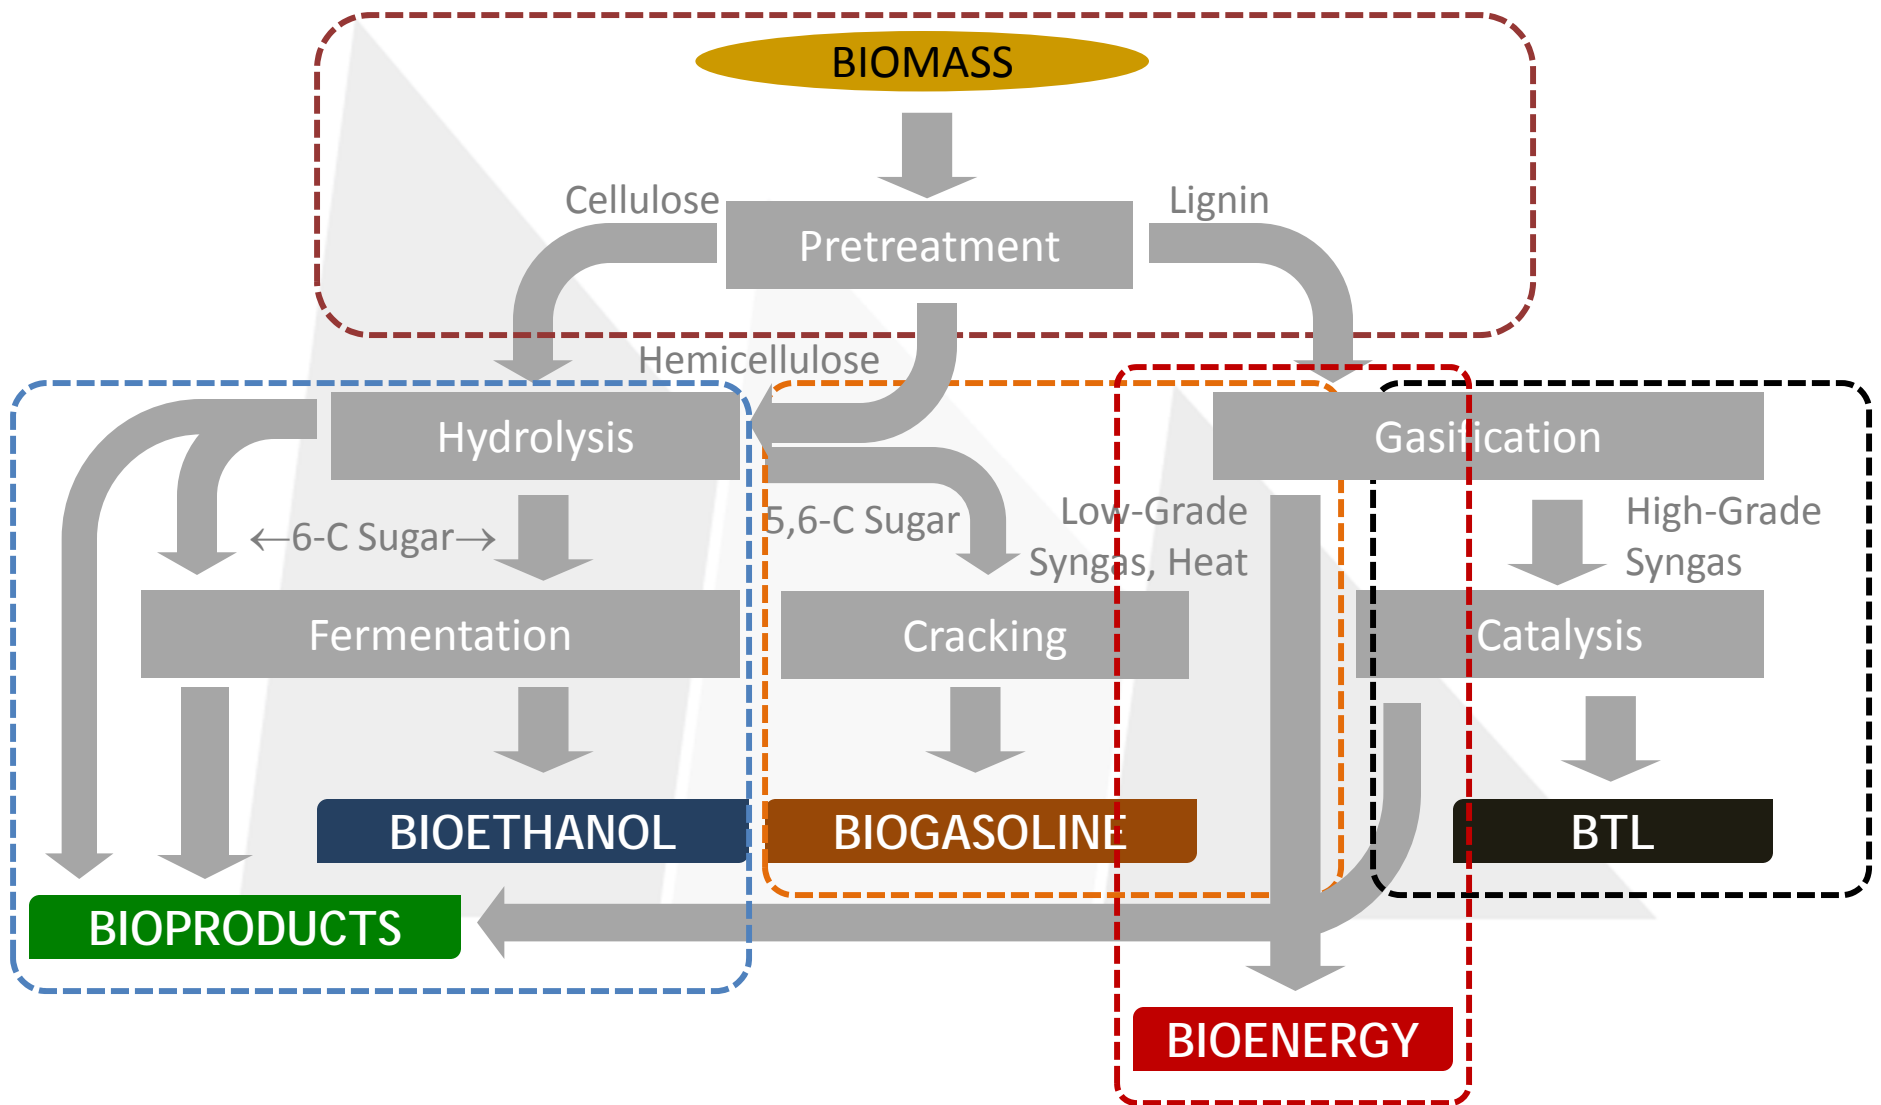 BIOMASS
Cellulose
Lignin
Pretreatment
Hemicellulose
Hydrolysis
Gasification
←6-C Sugar→
5,6-C Sugar
Low-Grade
Syngas, Heat
High-Grade
Syngas
Fermentation
Cracking
Catalysis
BIOETHANOL
BIOGASOLINE
BTL
BIOPRODUCTS
BIOENERGY